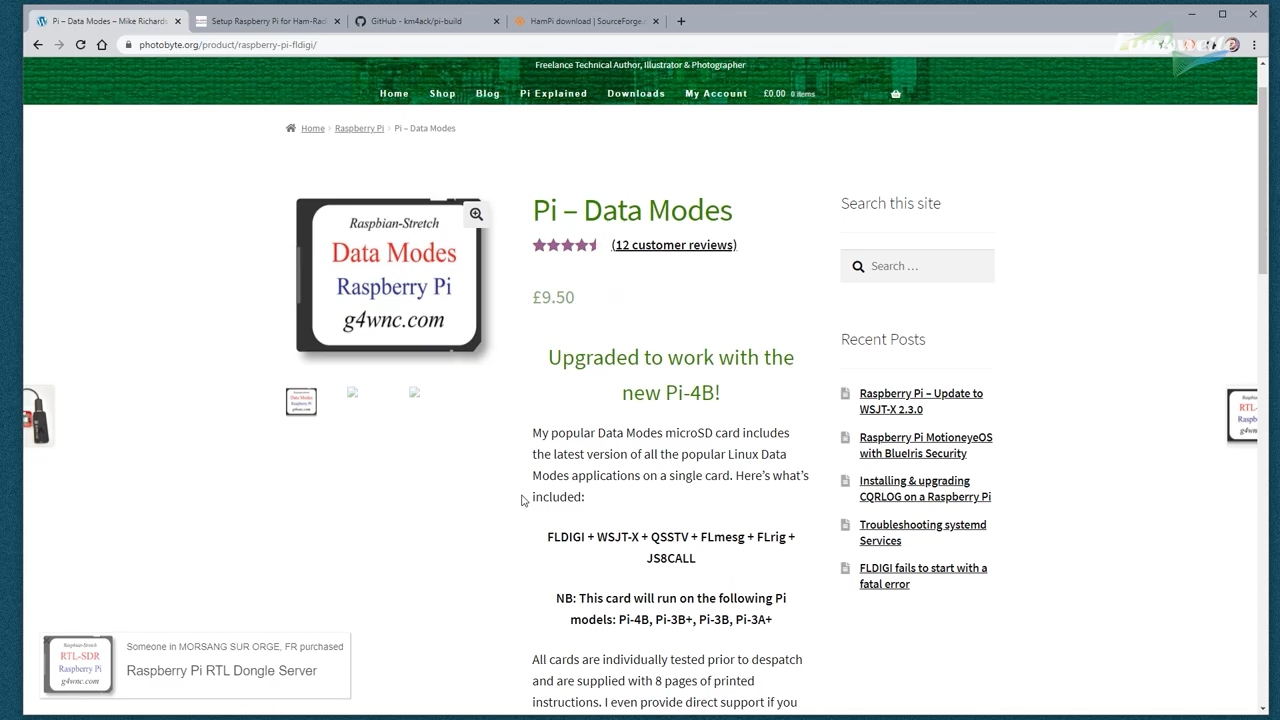 Pi – Data Modes – Mike Richards
Setup Raspberry Pi for Ham-Radi
GitHub - km4ack/pi-build
HamPi download | SourceForge.n
photobyte.org/product/raspberry-pi-fldigi/
Funkwelle
Freelance Technical Author, Illustrator & Photographer
Home Shop Blog Pi Explained Downloads My Account £0.00 0 items
Home › Raspberry Pi › Pi – Data Modes
Raspbian-Stretch
Data Modes
Raspberry Pi
g4wnc.com
Pi – Data Modes
(12 customer reviews)
£9.50
Upgraded to work with the
new Pi-4B!
My popular Data Modes microSD card includes
the latest version of all the popular Linux Data
Modes applications on a single card. Here’s what’s
included:
FLDIGI + WSJT-X + QSSTV + FLmesg + FLrig +
JS8CALL
NB: This card will run on the following Pi
models: Pi-4B, Pi-3B+, Pi-3B, Pi-3A+
All cards are individually tested prior to despatch
and are supplied with 8 pages of printed
instructions. I even provide direct support if you
Search this site
Search …
Recent Posts
Raspberry Pi – Update to
WSJT-X 2.3.0
Raspberry Pi MotioneyeOS
with BlueIris Security
Installing & upgrading
CQRLOG on a Raspberry Pi
Troubleshooting systemd
Services
FLDIGI fails to start with a
fatal error
Raspbian-Stretch
RTL-SDR
Raspberry Pi
g4wnc.com
Someone in MORSANG SUR ORGE, FR purchased
Raspberry Pi RTL Dongle Server